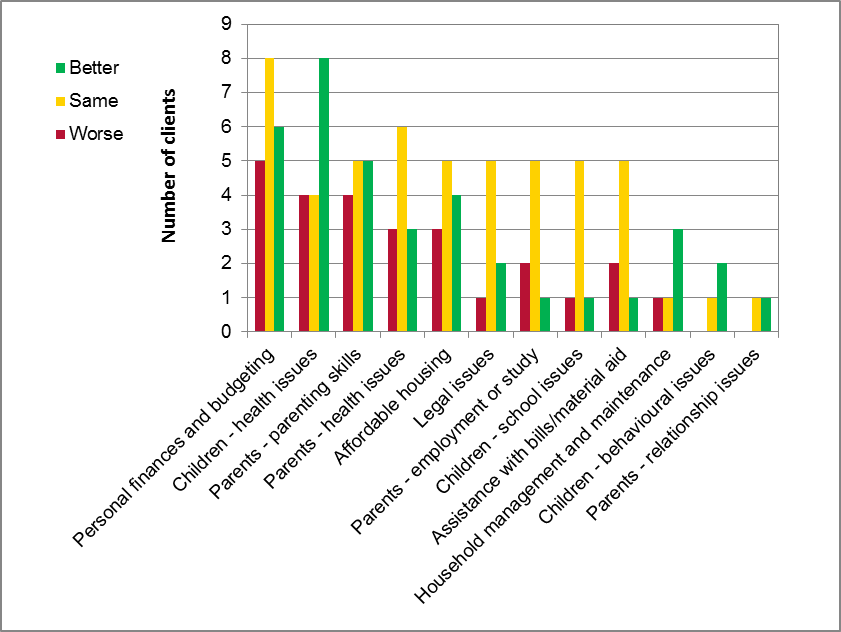 Better
Same
Worse
Number of clients
9
8
7
6
5
4
3
2
1
0
Personal finances and budgeting
Children - health issues
Parents - parenting skills
Parents - health issues
Affordable housing
Legal issues
Parents - employment or study
Children - school issues
Assistance with bills/material aid
Household management and maintenance
Children - behavioural issues
Parents - relationship issues